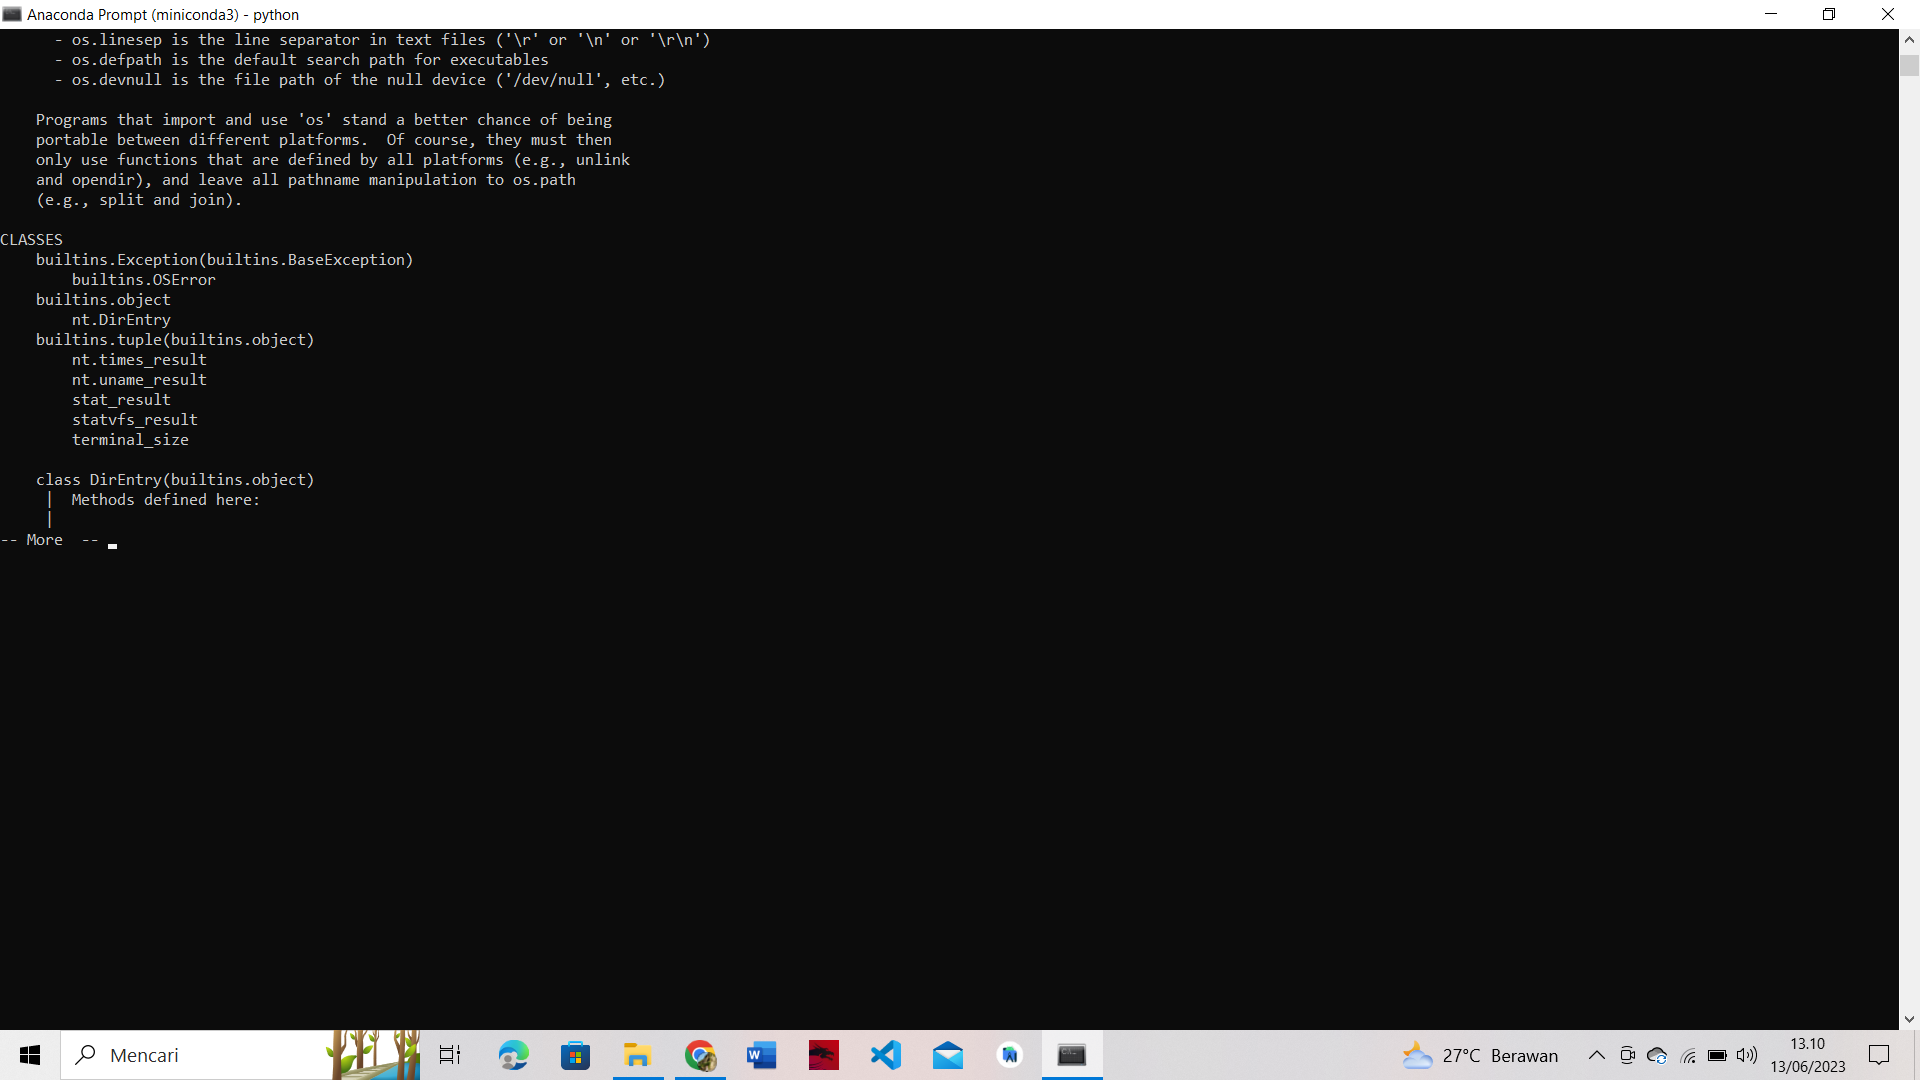 Anaconda Prompt (miniconda3) - python
- os.linesep is the line separator in text files ('\r' or '\n' or '\r\n')
- os.defpath is the default search path for executables
- os.devnull is the file path of the null device ('/dev/null', etc.)
Programs that import and use 'os' stand a better chance of being
portable between different platforms.  Of course, they must then
only use functions that are defined by all platforms (e.g., unlink
and opendir), and leave all pathname manipulation to os.path
(e.g., split and join).
CLASSES
builtins.Exception(builtins.BaseException)
builtins.OSError
builtins.object
nt.DirEntry
builtins.tuple(builtins.object)
nt.times_result
nt.uname_result
stat_result
statvfs_result
terminal_size
class DirEntry(builtins.object)
|  Methods defined here:
|
-- More  --
Mencari
27°C Berawan
13.10
13/06/2023